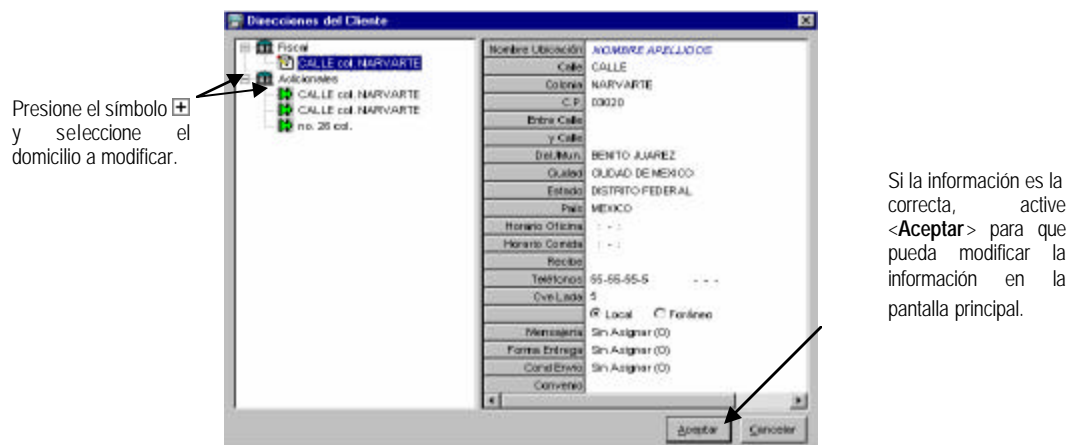 Direcciones del Cliente
Fiscal
CALLE col. NARVARTE
Adicionales
CALLE col. NARVARTE
CALLE col. NARVARTE
no. 26 col.
Presione el símbolo +
y seleccione el
domicilio a modificar.
Nombre Ubicación NOMBRE APELLIDOS
Calle CALLE
Colonia NARVARTE
C.P. 03020
Entre Calle
y Calle
Del./Mun. BENITO JUAREZ
Ciudad CIUDAD DE MEXICO
Estado DISTRITO FEDERAL
País MEXICO
Horario Oficina : - :
Horario Comida : - :
Recibe
Teléfonos 55-55-55-5 - - -
Cve Lada 5
Local Foráneo
Mensajería Sin Asignar (0)
Forma Entrega Sin Asignar (0)
Cond Envío Sin Asignar (0)
Convenio
Aceptar Cancelar
Si la información es la
correcta, active
<Aceptar> para que
pueda modificar la
información en la
pantalla principal.